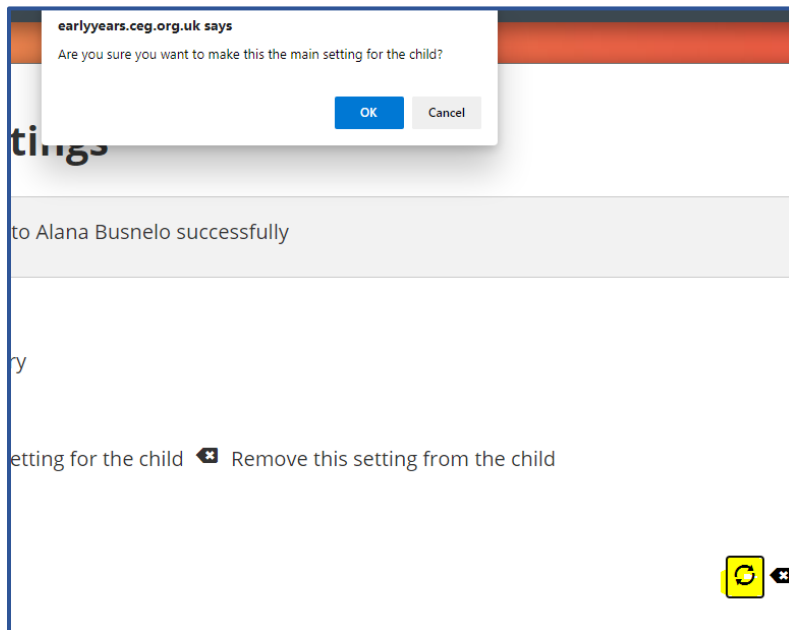 earlyyears.ceg.org.uk says
Are you sure you want to make this the main setting for the child?
OK Cancel
tings
to Alana Busnelo successfully
ry
etting for the child Remove this setting from the child